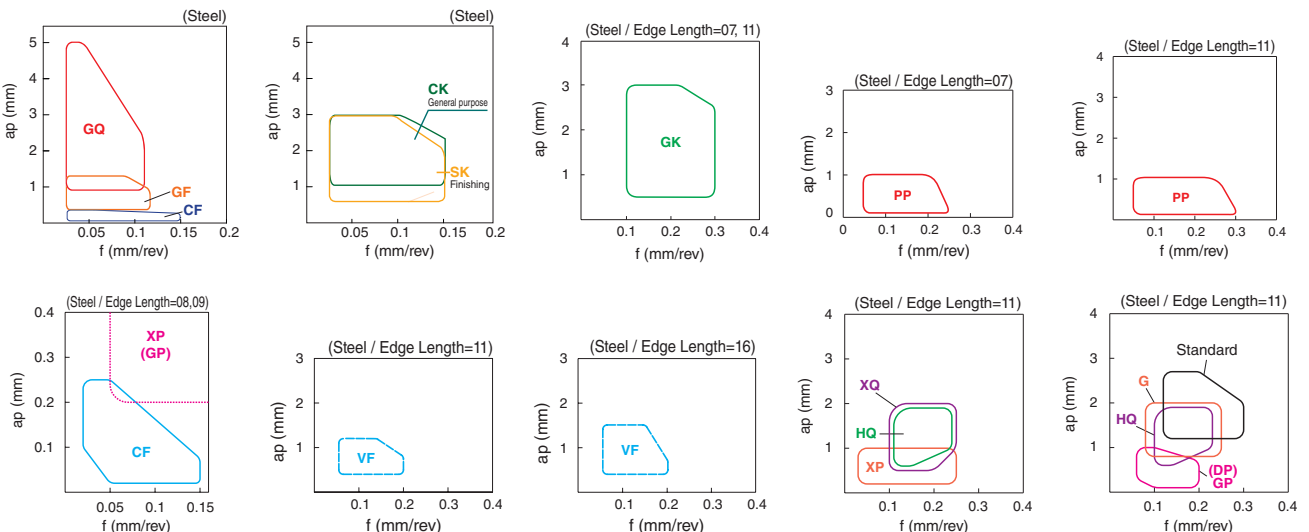 (Steel)
5
4
3
2
1
ap (mm)
GQ
GF
CF
0.05
0.1
0.15
0.2
f (mm/rev)
(Steel)
5
4
3
2
1
ap (mm)
CK
General purpose
SK
Finishing
0.05
0.1
0.15
0.2
f (mm/rev)
(Steel / Edge Length=07, 11)
4
3
2
1
ap (mm)
GK
0.1
0.2
0.3
0.4
f (mm/rev)
(Steel / Edge Length=07)
3
2
1
0
ap (mm)
PP
0
0.1
0.2
0.3
0.4
f (mm/rev)
(Steel / Edge Length=11)
4
3
2
1
ap (mm)
PP
0.1
0.2
0.3
0.4
f (mm/rev)
(Steel / Edge Length=08,09)
0.4
0.3
0.2
0.1
ap (mm)
XP
(GP)
CF
0.05
0.1
0.15
f (mm/rev)
(Steel / Edge Length=11)
3
2
1
ap (mm)
VF
0.1
0.2
0.3
0.4
f (mm/rev)
(Steel / Edge Length=16)
3
2
1
ap (mm)
VF
0.1
0.2
0.3
0.4
f (mm/rev)
(Steel / Edge Length=11)
4
3
2
1
ap (mm)
XQ
HQ
XP
0.1
0.2
0.3
0.4
f (mm/rev)
(Steel / Edge Length=11)
4
3
2
1
ap (mm)
Standard
G
HQ
(DP)
GP
0.1
0.2
0.3
0.4
f (mm/rev)